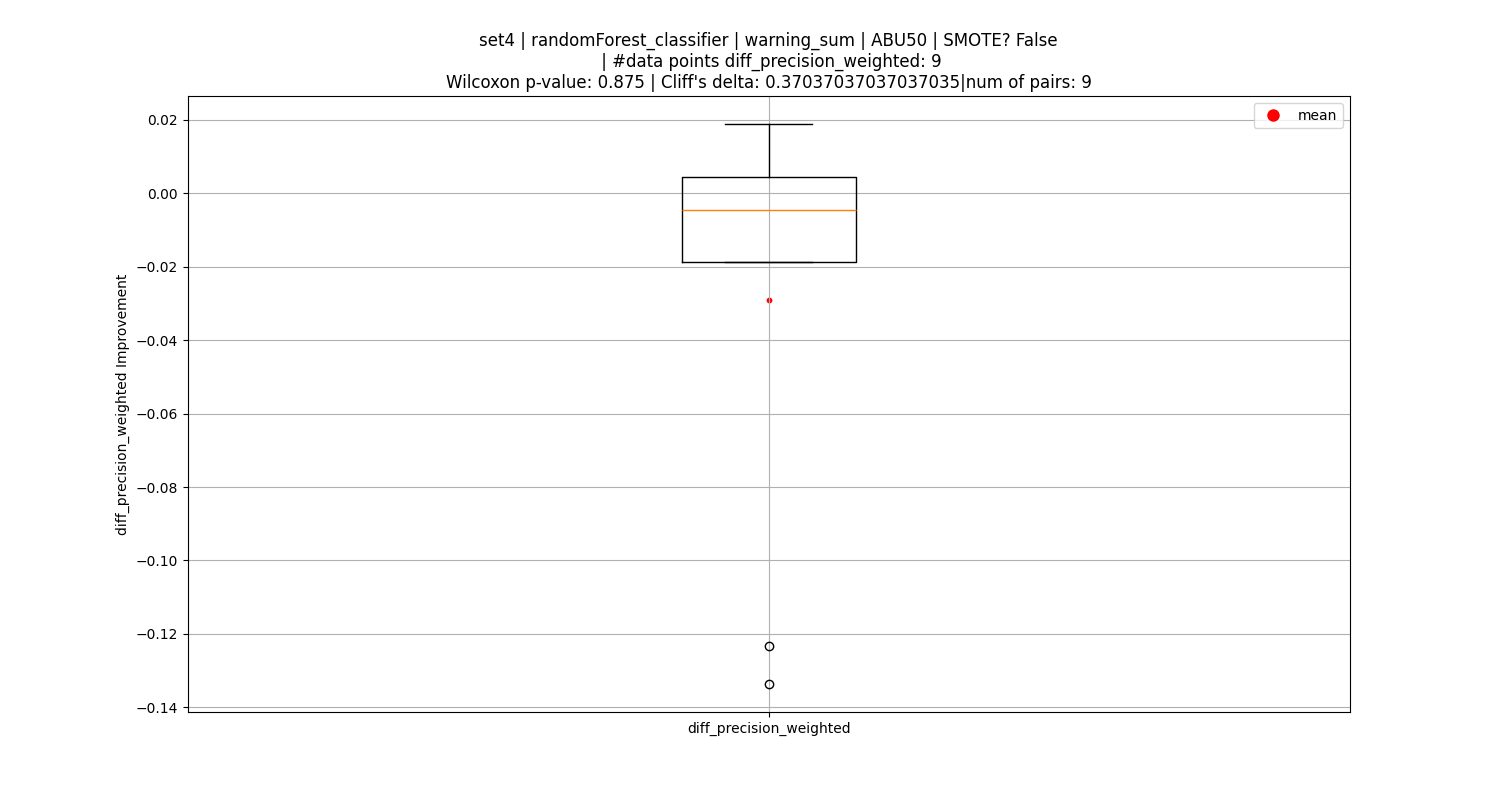 set4 | randomForest_classifier | warning_sum | ABU50 | SMOTE? False
| #data points diff_precision_weighted: 9
Wilcoxon p-value: 0.875 | Cliff's delta: 0.37037037037037035|num of pairs: 9
mean
0.02
0.00
−0.02
−0.04
−0.06
−0.08
−0.10
−0.12
−0.14
diff_precision_weighted Improvement
diff_precision_weighted